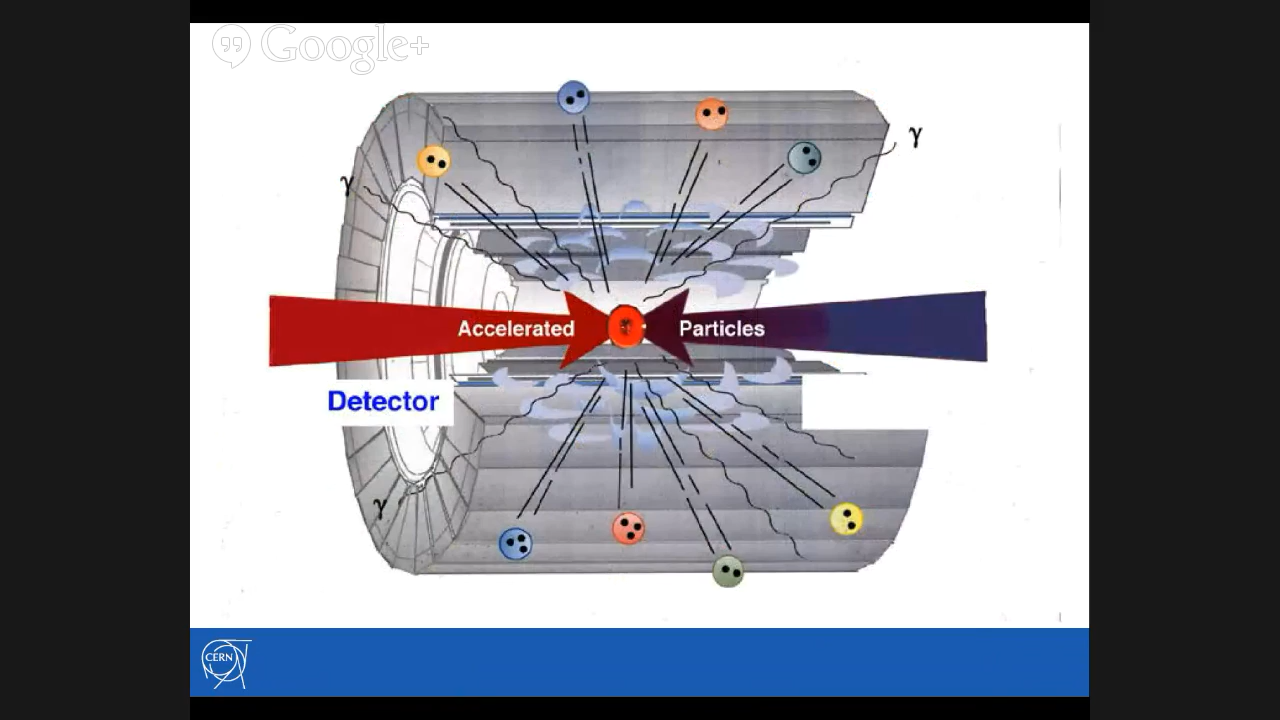 Google+
γ
γ
Accelerated Particles
Detector
γ
CERN